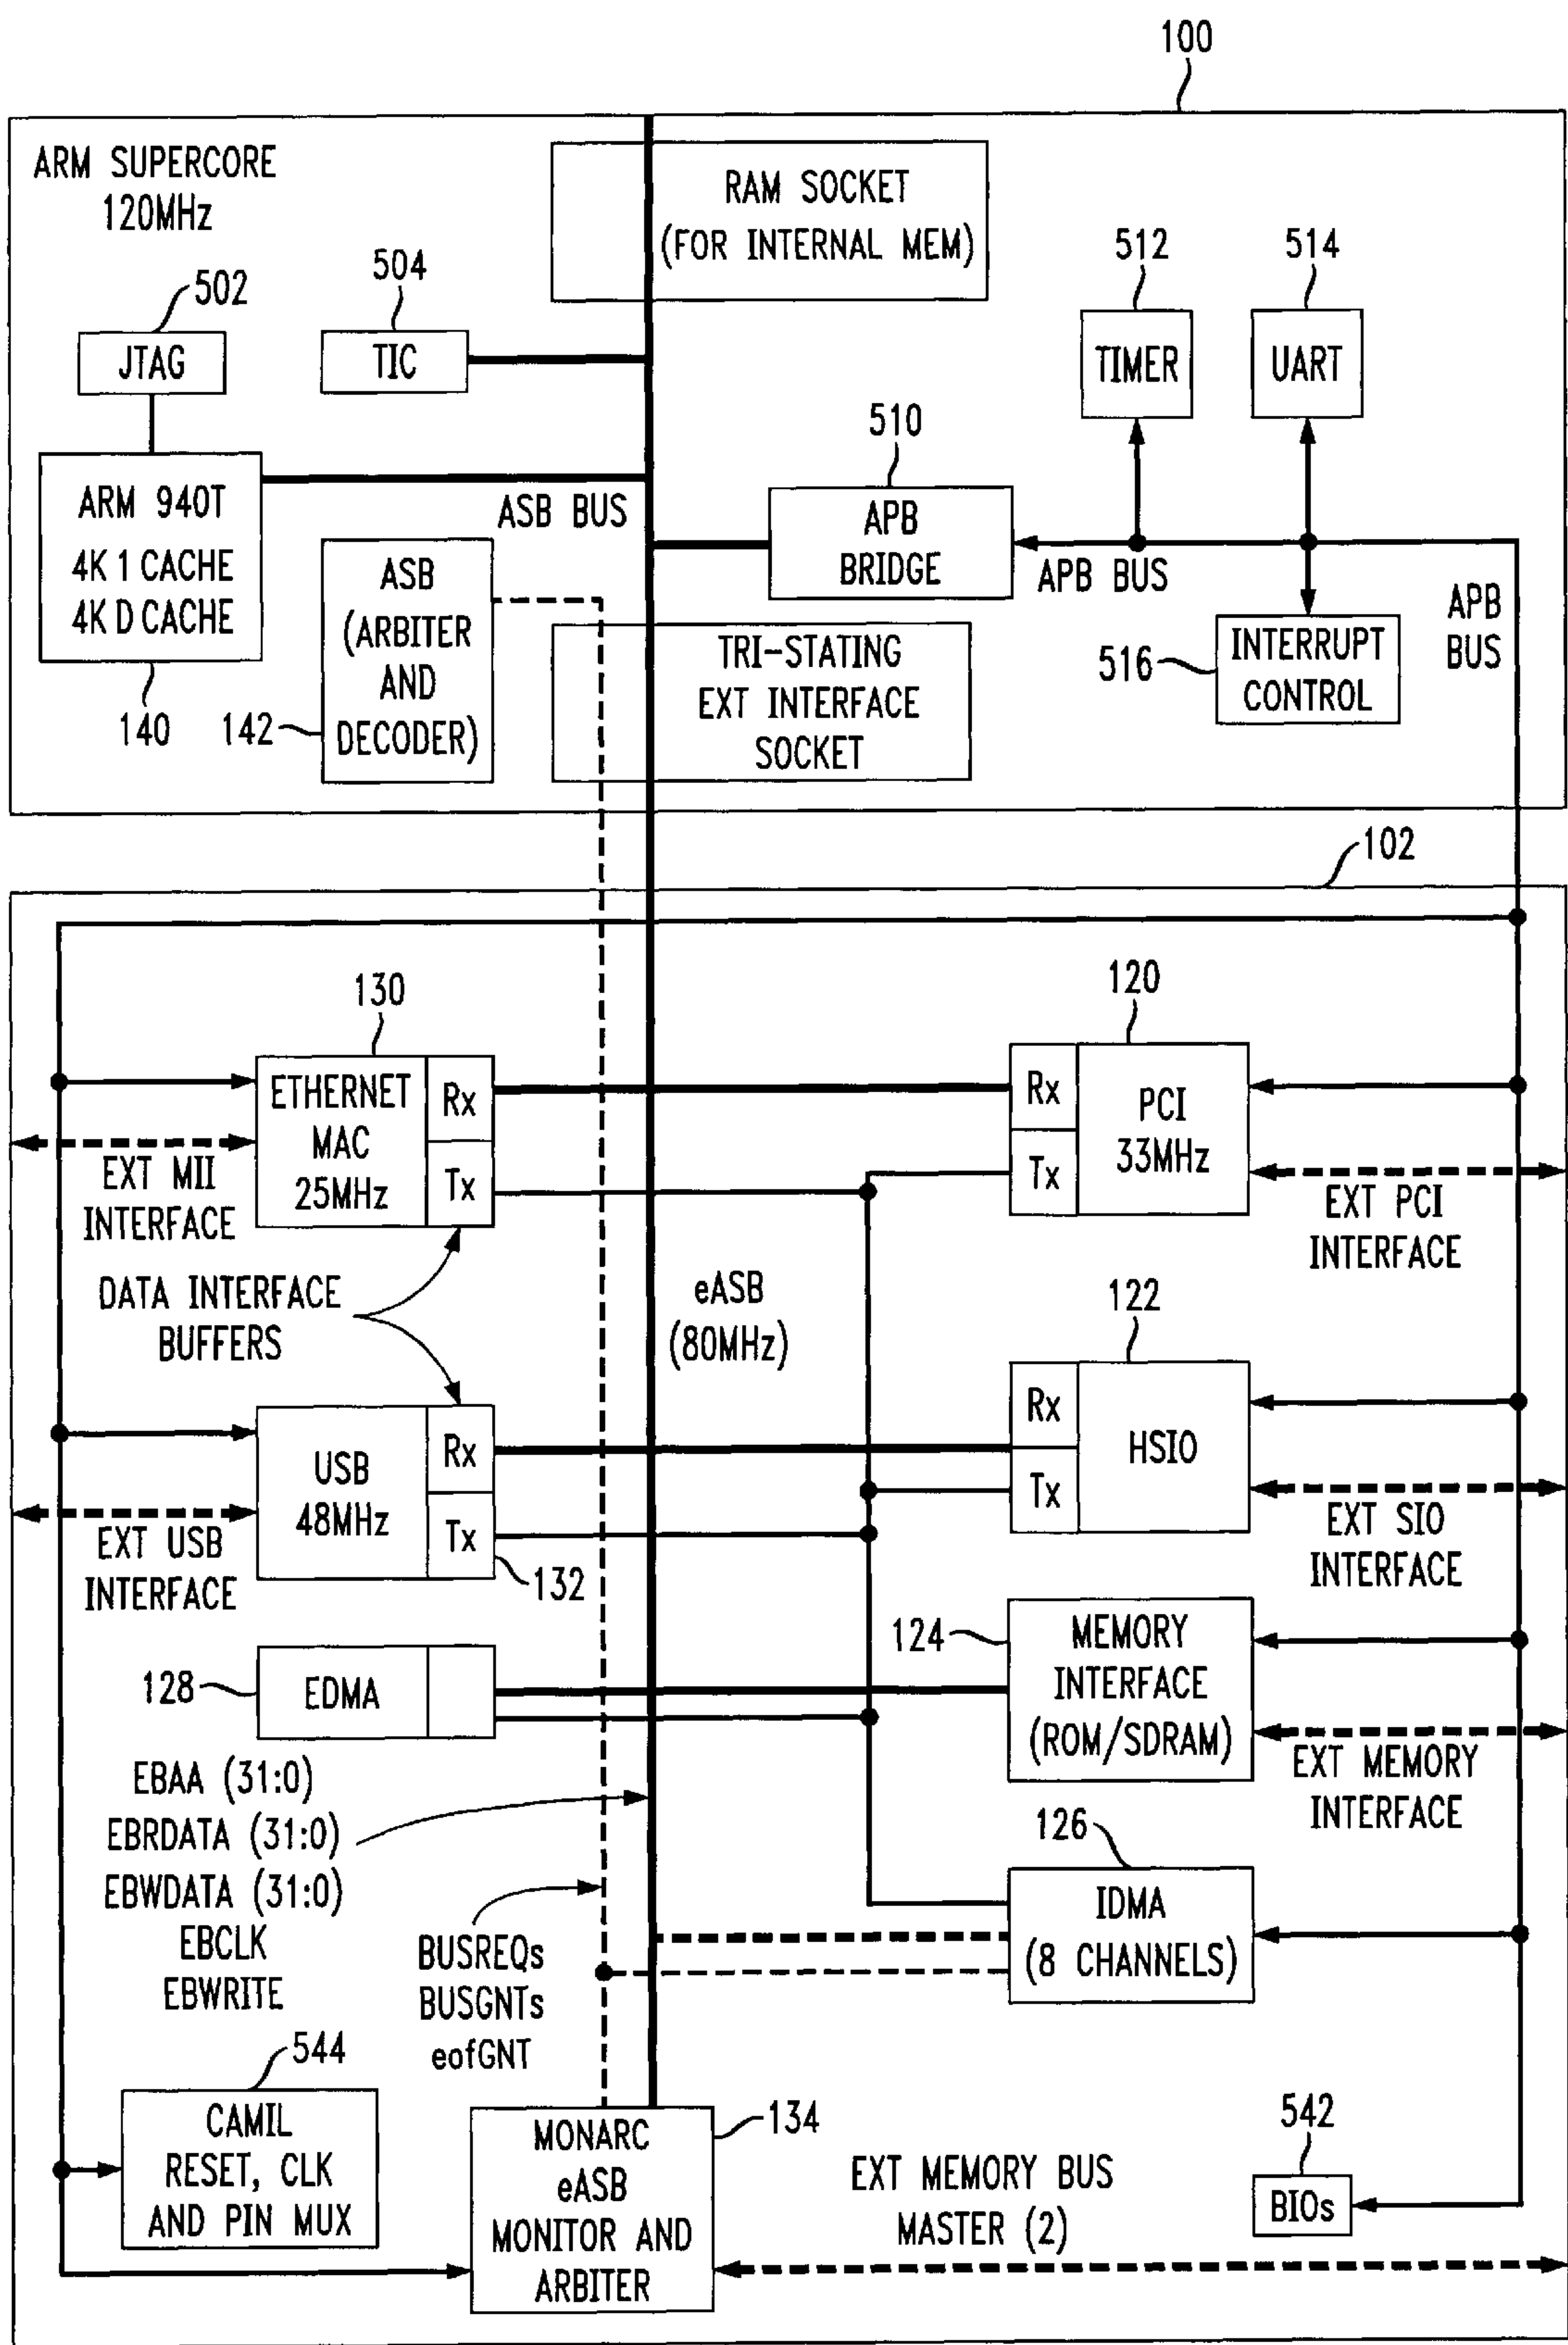 100
ARM SUPERCORE
120MHz
RAM SOCKET
(FOR INTERNAL MEM)
502
504
512
514
JTAG
TIC
TIMER
UART
510
ARM 940T
4K 1 CACHE
4K D CACHE
140
ASB BUS
ASB
(ARBITER
AND
DECODER)
142
APB
BRIDGE
APB BUS
APB
BUS
TRI-STATING
EXT INTERFACE
SOCKET
516
INTERRUPT
CONTROL
102
130
120
ETHERNET
MAC
25MHz
Rx
Tx
Rx
Tx
PCI
33MHz
EXT MII
INTERFACE
EXT PCI
INTERFACE
DATA INTERFACE
BUFFERS
eASB
(80MHz)
122
USB
48MHz
Rx
Tx
132
Rx
Tx
HSIO
EXT USB
INTERFACE
EXT SIO
INTERFACE
128
EDMA
124
MEMORY
INTERFACE
(ROM/SDRAM)
EXT MEMORY
INTERFACE
EBAA (31:0)
EBRDATA (31:0)
EBWDATA (31:0)
EBCLK
EBWRITE
126
IDMA
(8 CHANNELS)
BUSREQs
BUSGNTs
eofGNT
544
CAMIL
RESET, CLK
AND PIN MUX
134
MONARC
eASB
MONITOR AND
ARBITER
EXT MEMORY BUS
MASTER (2)
542
BIOs